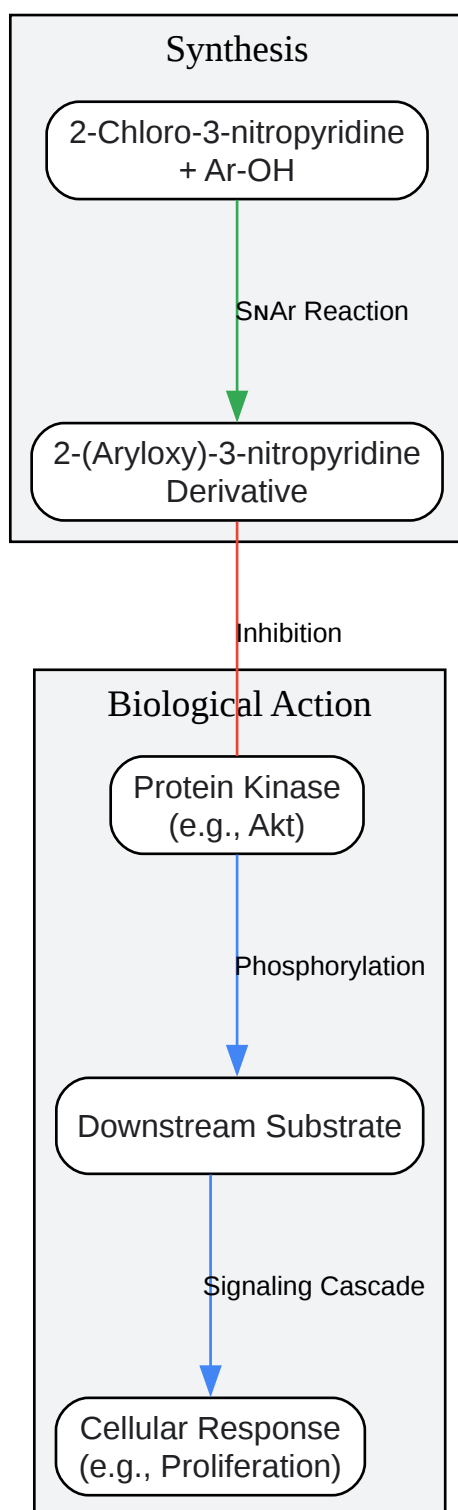 Synthesis
2-Chloro-3-nitropyridine
+ Ar-OH
SɴAr Reaction
2-(Aryloxy)-3-nitropyridine
Derivative
Inhibition
Biological Action
Protein Kinase
(e.g., Akt)
Phosphorylation
Downstream Substrate
Signaling Cascade
Cellular Response
(e.g., Proliferation)